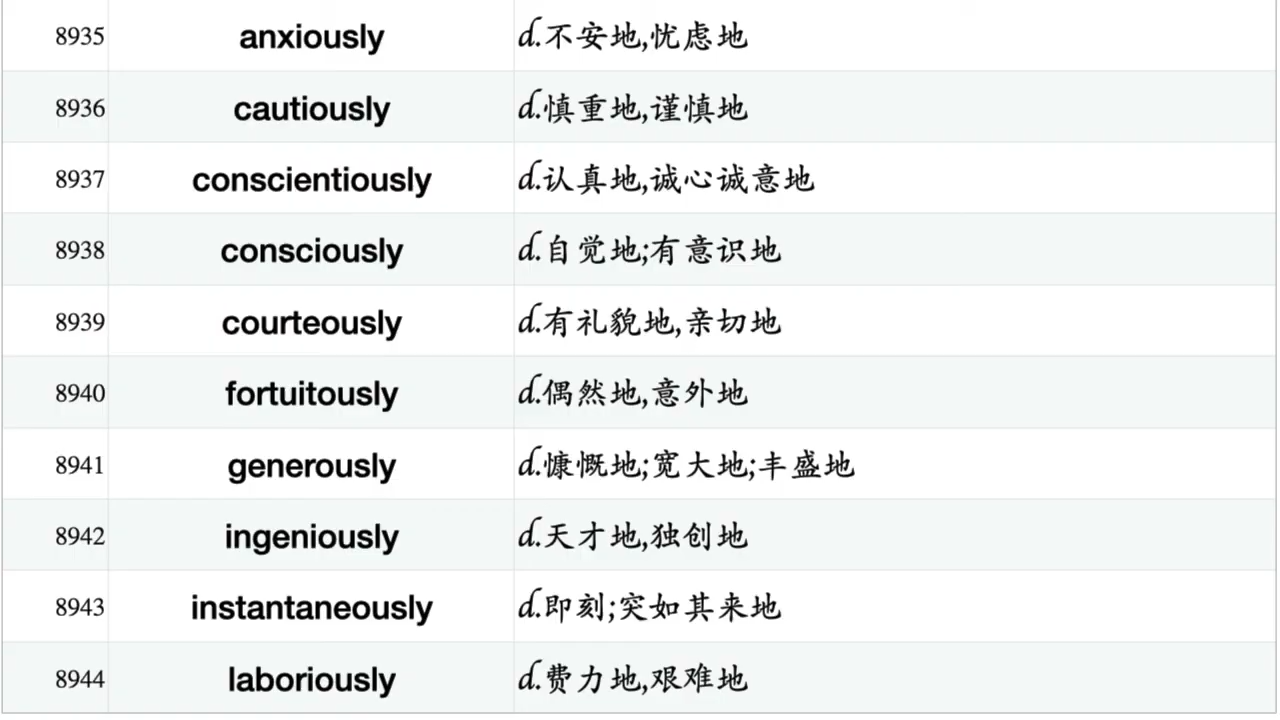 8935 anxiously d.不安地,忧虑地
8936 cautiously d.慎重地,谨慎地
8937 conscientiously d.认真地,诚心诚意地
8938 consciously d.自觉地;有意识地
8939 courteously d.有礼貌地,亲切地
8940 fortuitously d.偶然地,意外地
8941 generously d.慷慨地;宽大地;丰盛地
8942 ingeniously d.天才地,独创地
8943 instantaneously d.即刻;突如其来地
8944 laboriously d.费力地,艰难地